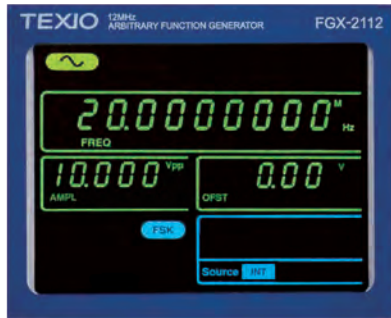 TEXIO 12MHz ARBITRARY FUNCTION GENERATOR FGX-2112
20.0000000 M Hz
FREQ
10.000 Vpp 0.00 V
AMPL OFST
FSK
Source INT